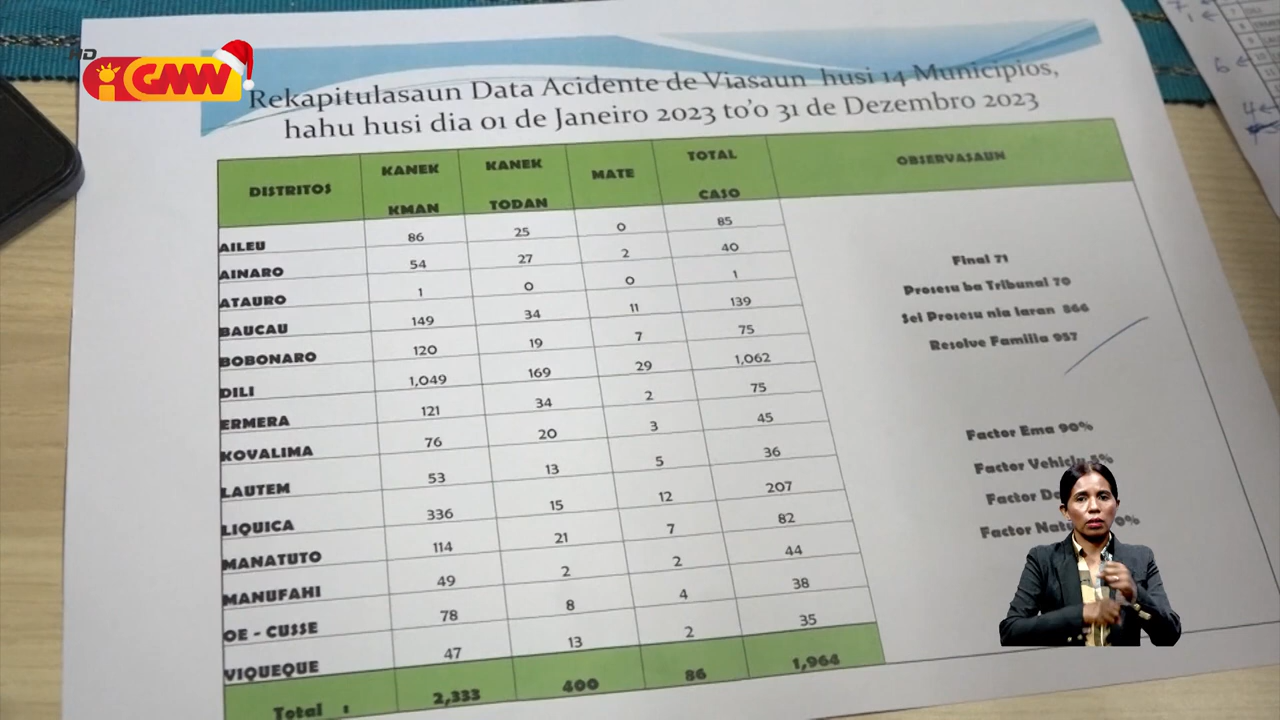 HD
GMN
Rekapitulasaun Data Acidente de Viasaun husi 14 Municipios,
hahu husi dia 01 de Janeiro 2023 to'o 31 de Dezembro 2023
DISTRITOS KANEK KMAN KANEK TODAN MATE TOTAL CASO OBSERVASAUN
AILEU 86 25 0 85
AINARO 54 27 2 40
ATAURO 1 0 0 1
BAUCAU 149 34 11 139
BOBONARO 120 19 7 75
DILI 1,049 169 29 1,062
ERMERA 121 34 2 75
KOVALIMA 76 20 3 45
LAUTEM 53 13 5 36
LIQUICA 336 15 12 207
MANATUTO 114 21 7 82
MANUFAHI 49 2 2 44
OE - CUSSE 78 8 4 38
VIQUEQUE 47 13 2 35
Total : 2,333 400 86 1,964
Final 71
Prosesu ba Tribunal 70
Sei Prosesu nia laran 866
Resolve Familia 957
Factor Ema 90%
Factor Vehiclu
Factor
Factor